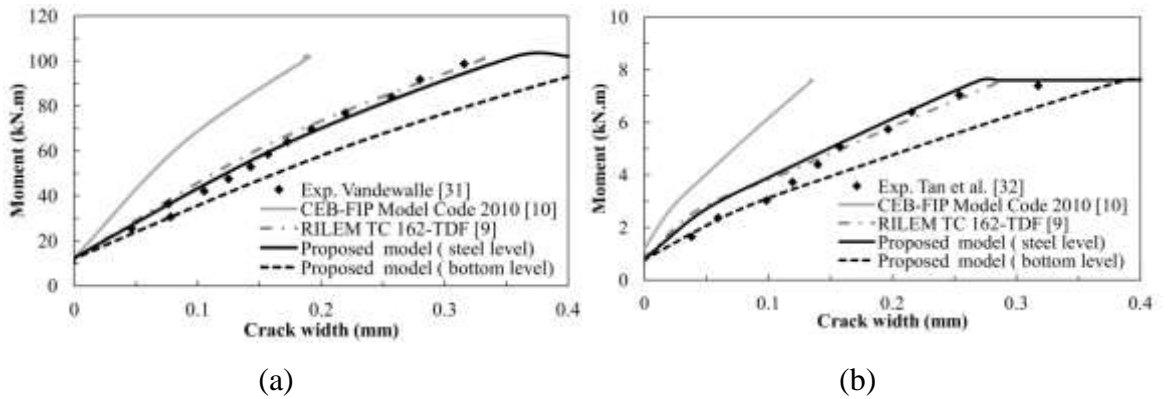 120
100
80
60
40
20
0
Moment (kN.m)
Exp. Vandewalle [31]
CEB-FIP Model Code 2010 [10]
RILEM TC 162-TDF [9]
Proposed model ( steel level)
Proposed model ( bottom level)
0 0.1 0.2 0.3 0.4
Crack width (mm)
(a)
10
8
6
4
2
0
Moment (kN.m)
Exp. Tan et al. [32]
CEB-FIP Model Code 2010 [10]
RILEM TC 162-TDF [9]
Proposed model ( steel level)
Proposed model ( bottom level)
0 0.1 0.2 0.3 0.4
Crack width (mm)
(b)